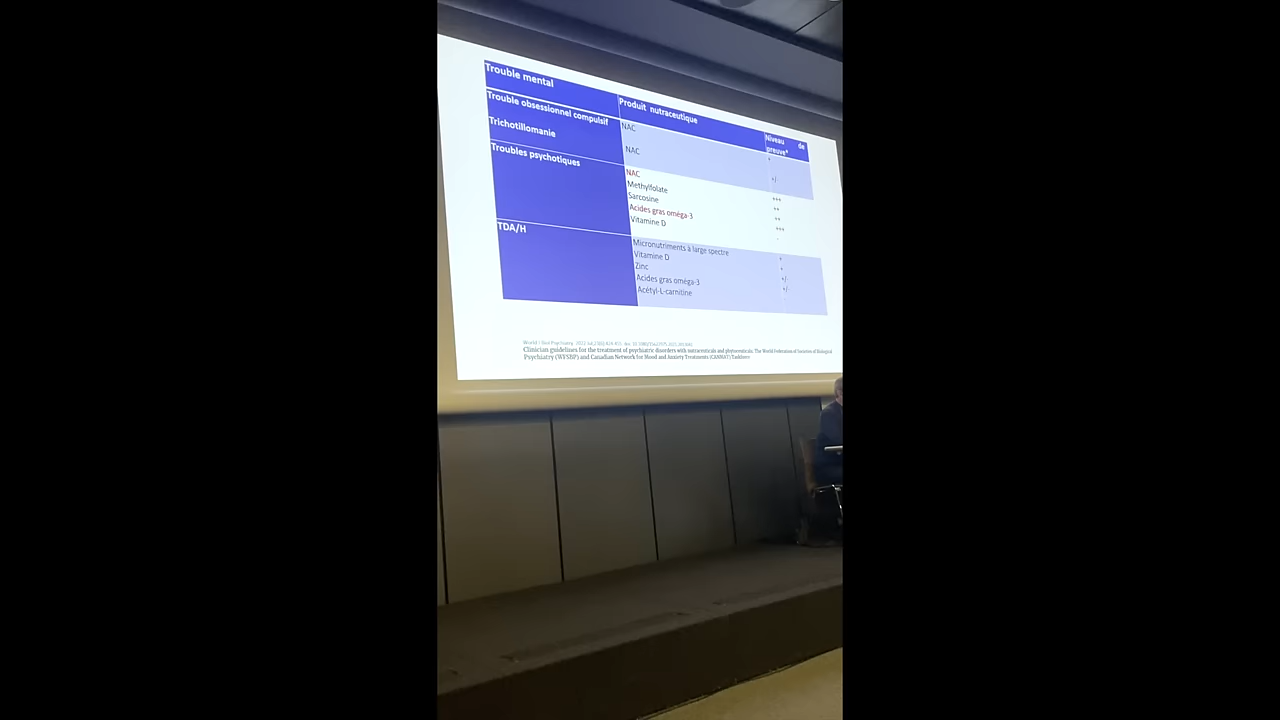 Trouble mental
Produit nutraceutique
Niveau de
preuve*
Trouble obsessionnel compulsif
NAC
+
Trichotillomanie
NAC
+/
Troubles psychotiques
NAC
+++
Methylfolate
++
Sarcosine
++
Acides gras oméga-3
+++
Vitamine D
-
TDA/H
Micronutriments à large spectre
+
Vitamine D
+
Zinc
+/-
Acides gras oméga-3
+/-
Acétyl-L-carnitine
Clinician guidelines for the treatment of psychiatric disorders with nutraceuticals and phytoceuticals: The World Federation of Societies of Biological
Psychiatry (WFSBP) and Canadian Network for Mood and Anxiety Treatments (CANMAT) Taskforce